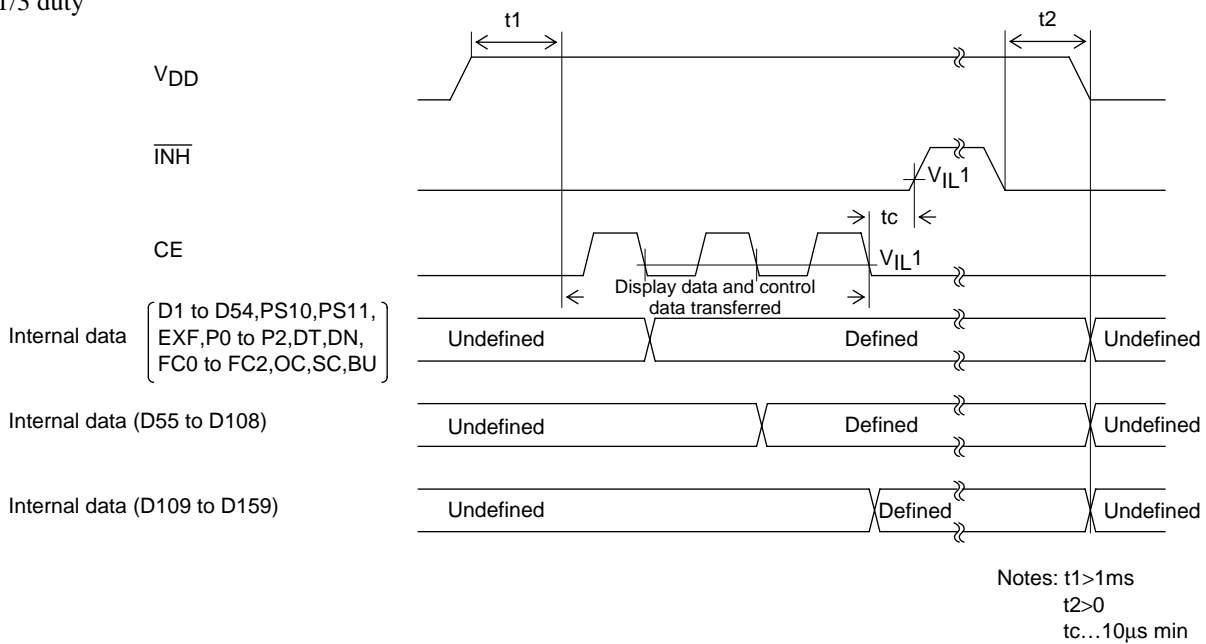 1/3 duty
t1
t2
VDD
INH
VIL1
tc
CE
VIL1
Display data and control
data transferred
Internal data
D1 to D54,PS10,PS11,
EXF,P0 to P2,DT,DN,
FC0 to FC2,OC,SC,BU
Undefined
Defined
Undefined
Internal data (D55 to D108)
Undefined
Defined
Undefined
Internal data (D109 to D159)
Undefined
Defined
Undefined
Notes: t1>1ms
t2>0
tc…10μs min